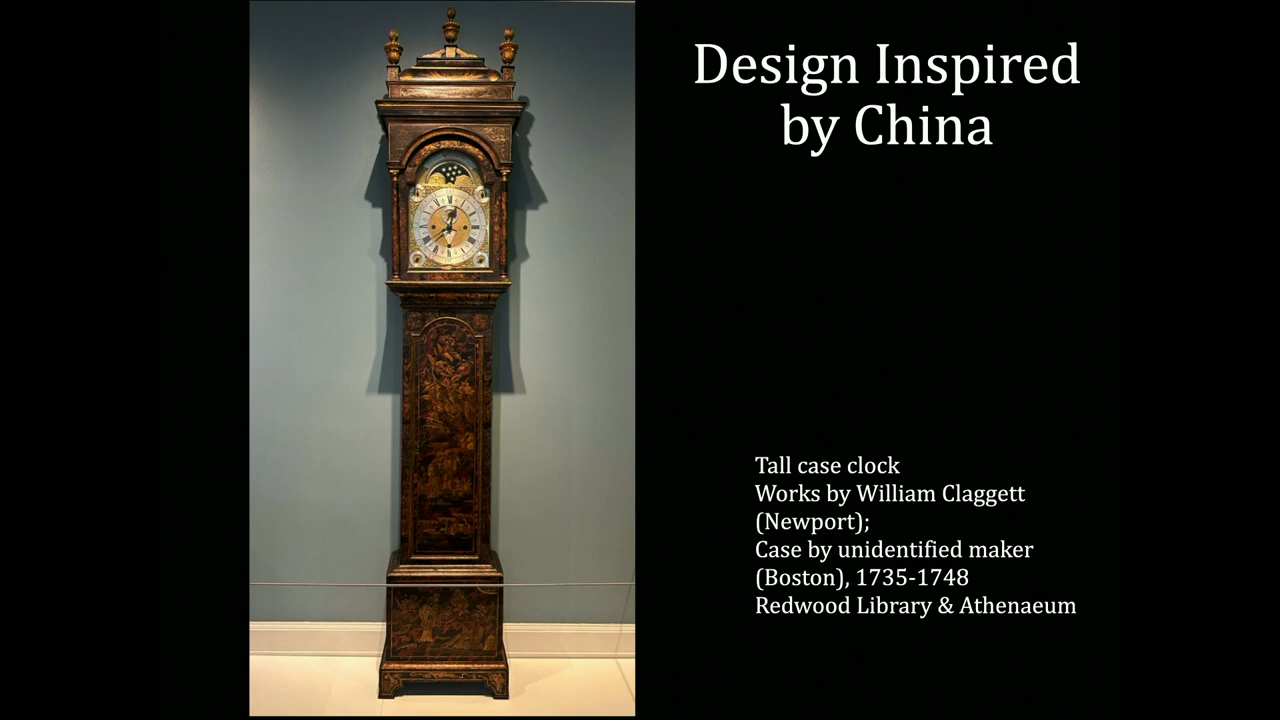 Design Inspired
by China
Tall case clock
Works by William Claggett
(Newport);
Case by unidentified maker
(Boston), 1735-1748
Redwood Library & Athenaeum